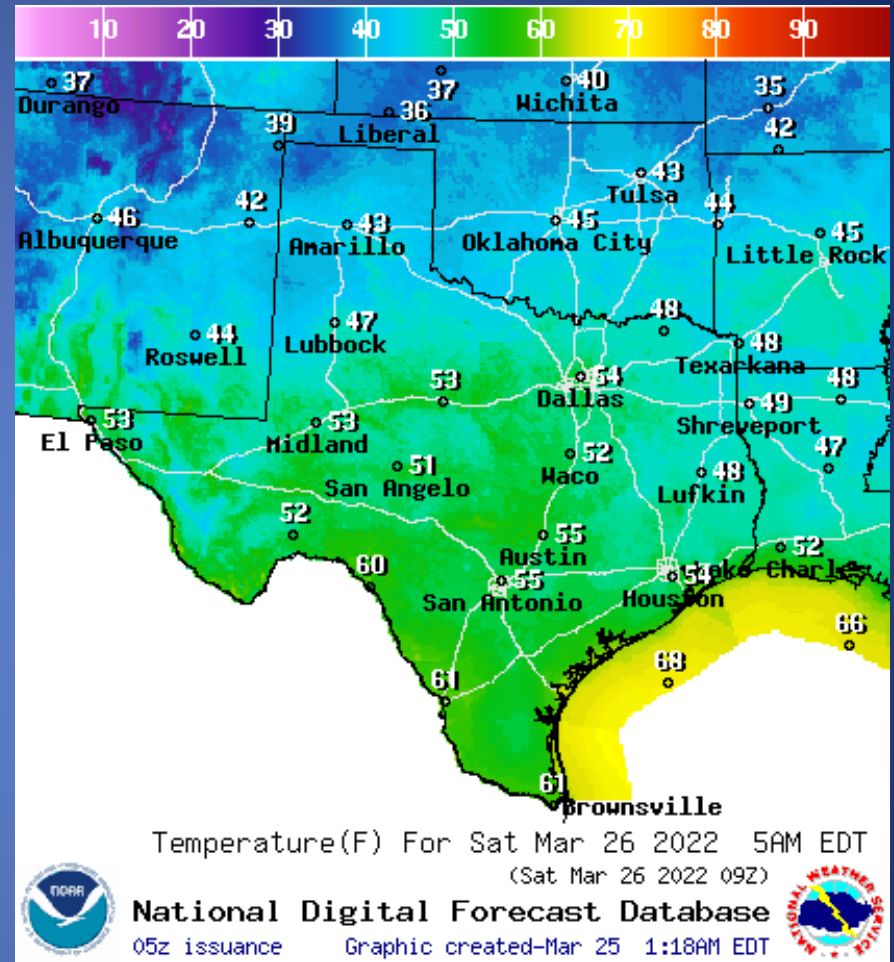 10 20 30 40 50 60 70 80 90
37
Durango
37
40
Wichita
35
36
Liberal
39
42
43
Tulsa
46
Albuquerque
42
43
Amarillo
45
Oklahoma City
44
45
Little Rock
44
Roswell
47
Lubbock
48
48
Texarkana
54
Dallas
53
48
49
Shreveport
53
El Paso
53
Midland
51
San Angelo
52
Waco
48
Lufkin
47
52
55
Austin
52
Lake Charles
60
55
San Antonio
54
Houston
66
61
68
61
Brownsville
Temperature(F) For Sat Mar 26 2022 5AM EDT
(Sat Mar 26 2022 09Z)
National Digital Forecast Database
05z issuance Graphic created-Mar 25 1:18AM EDT
NOAA
NATIONAL WEATHER SERVICE